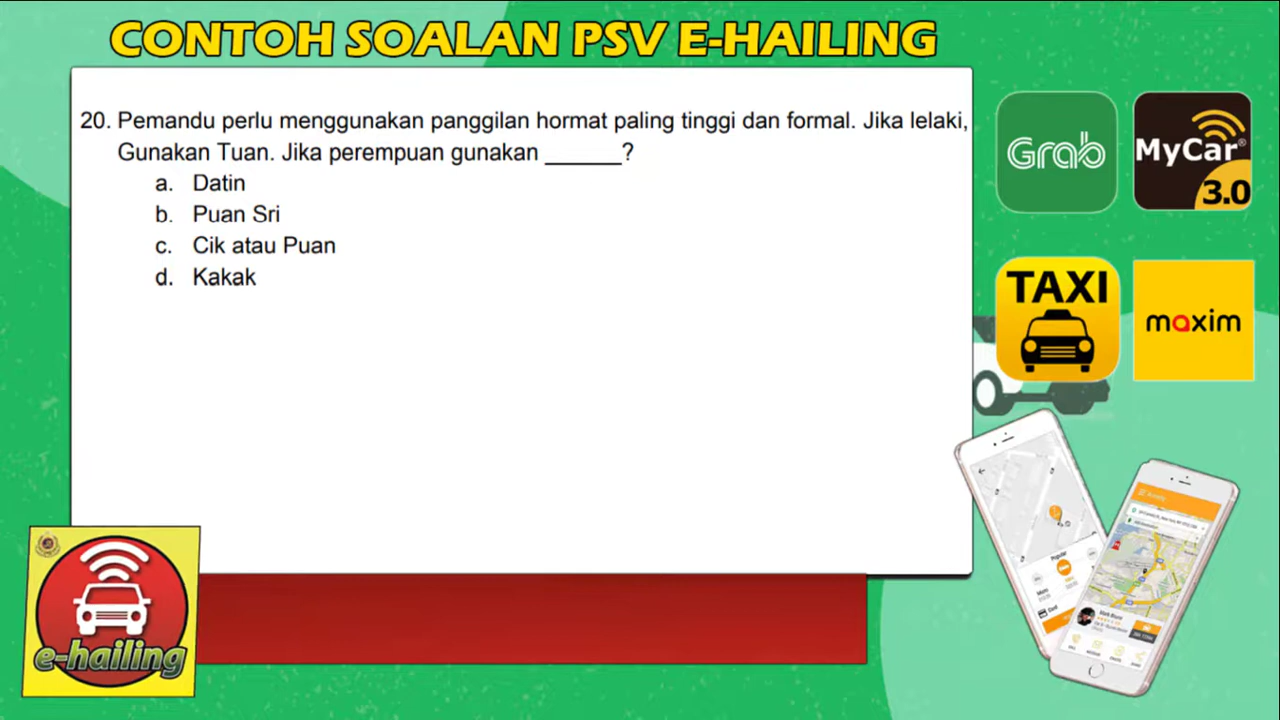 CONTOH SOALAN PSV E-HAILING
20. Pemandu perlu menggunakan panggilan hormat paling tinggi dan formal. Jika lelaki,
Gunakan Tuan. Jika perempuan gunakan ______?
a. Datin
b. Puan Sri
c. Cik atau Puan
d. Kakak
Grab
MyCar®
3.0
TAXI
maxim
Popular
e-hailing